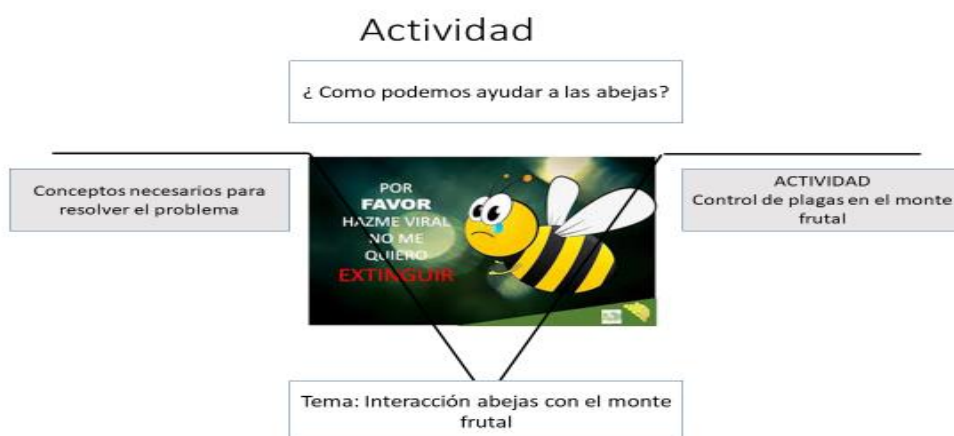 Actividad
¿ Como podemos ayudar a las abejas?
Conceptos necesarios para
resolver el problema
POR
FAVOR
HAZME VIRAL
NO ME
QUIERO
EXTINGUIR
ACTIVIDAD
Control de plagas en el monte
frutal
Tema: Interacción abejas con el monte
frutal